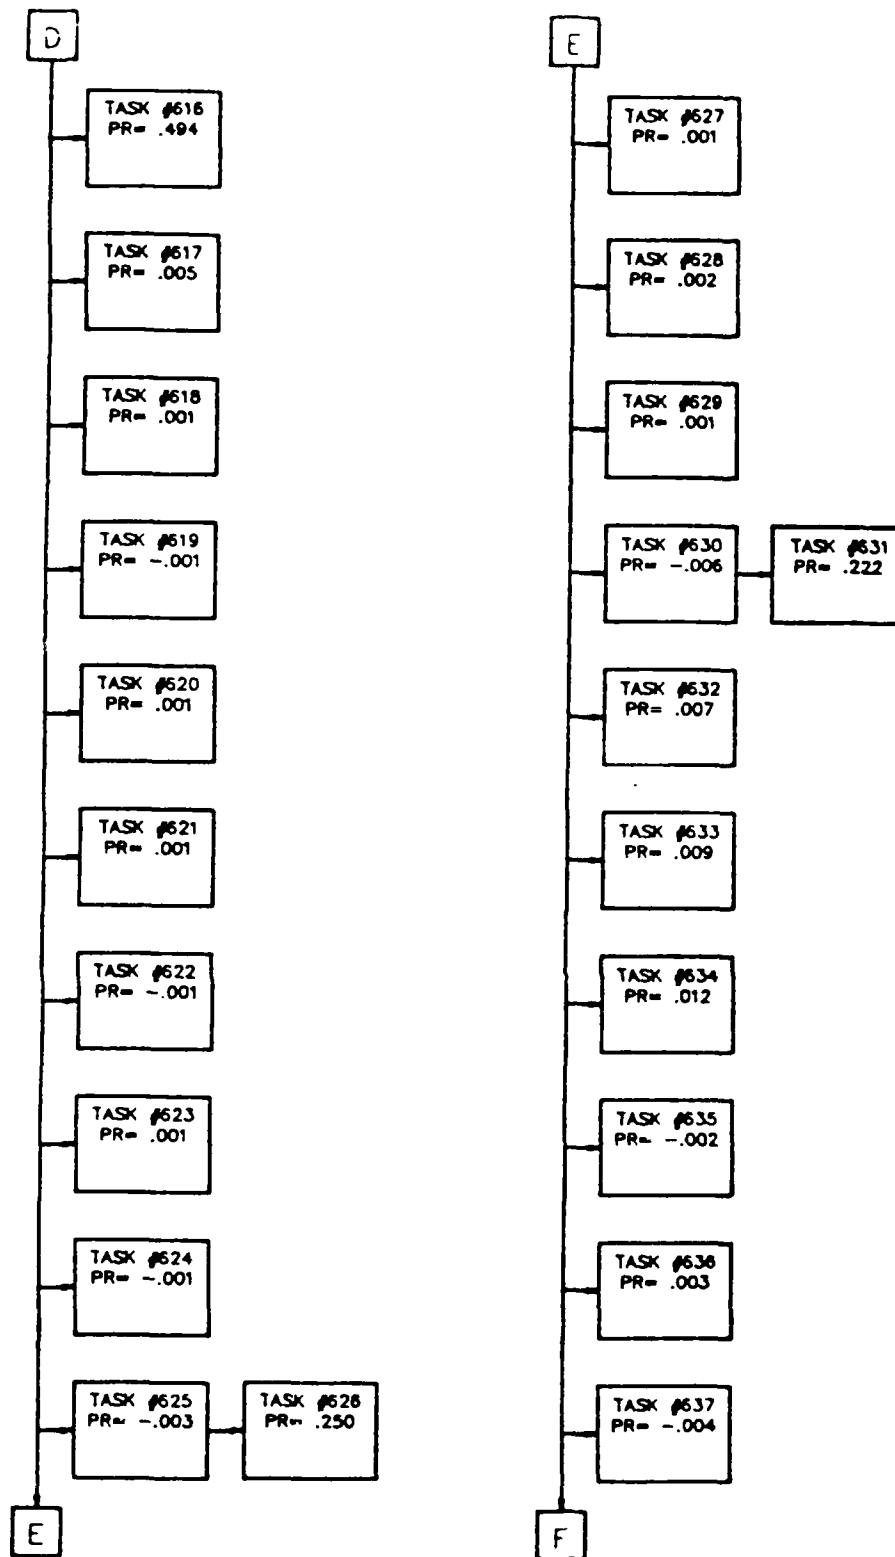 D
TASK #616
PR= .494
TASK #617
PR= .005
TASK #618
PR= .001
TASK #619
PR= -.001
TASK #620
PR= .001
TASK #621
PR= .001
TASK #622
PR= -.001
TASK #623
PR= .001
TASK #624
PR= -.001
TASK #625
PR= -.003
TASK #626
PR= .250
E
E
TASK #627
PR= .001
TASK #628
PR= .002
TASK #629
PR= .001
TASK #630
PR= -.006
TASK #631
PR= .222
TASK #632
PR= .007
TASK #633
PR= .009
TASK #634
PR= .012
TASK #635
PR= -.002
TASK #636
PR= .003
TASK #637
PR= -.004
F